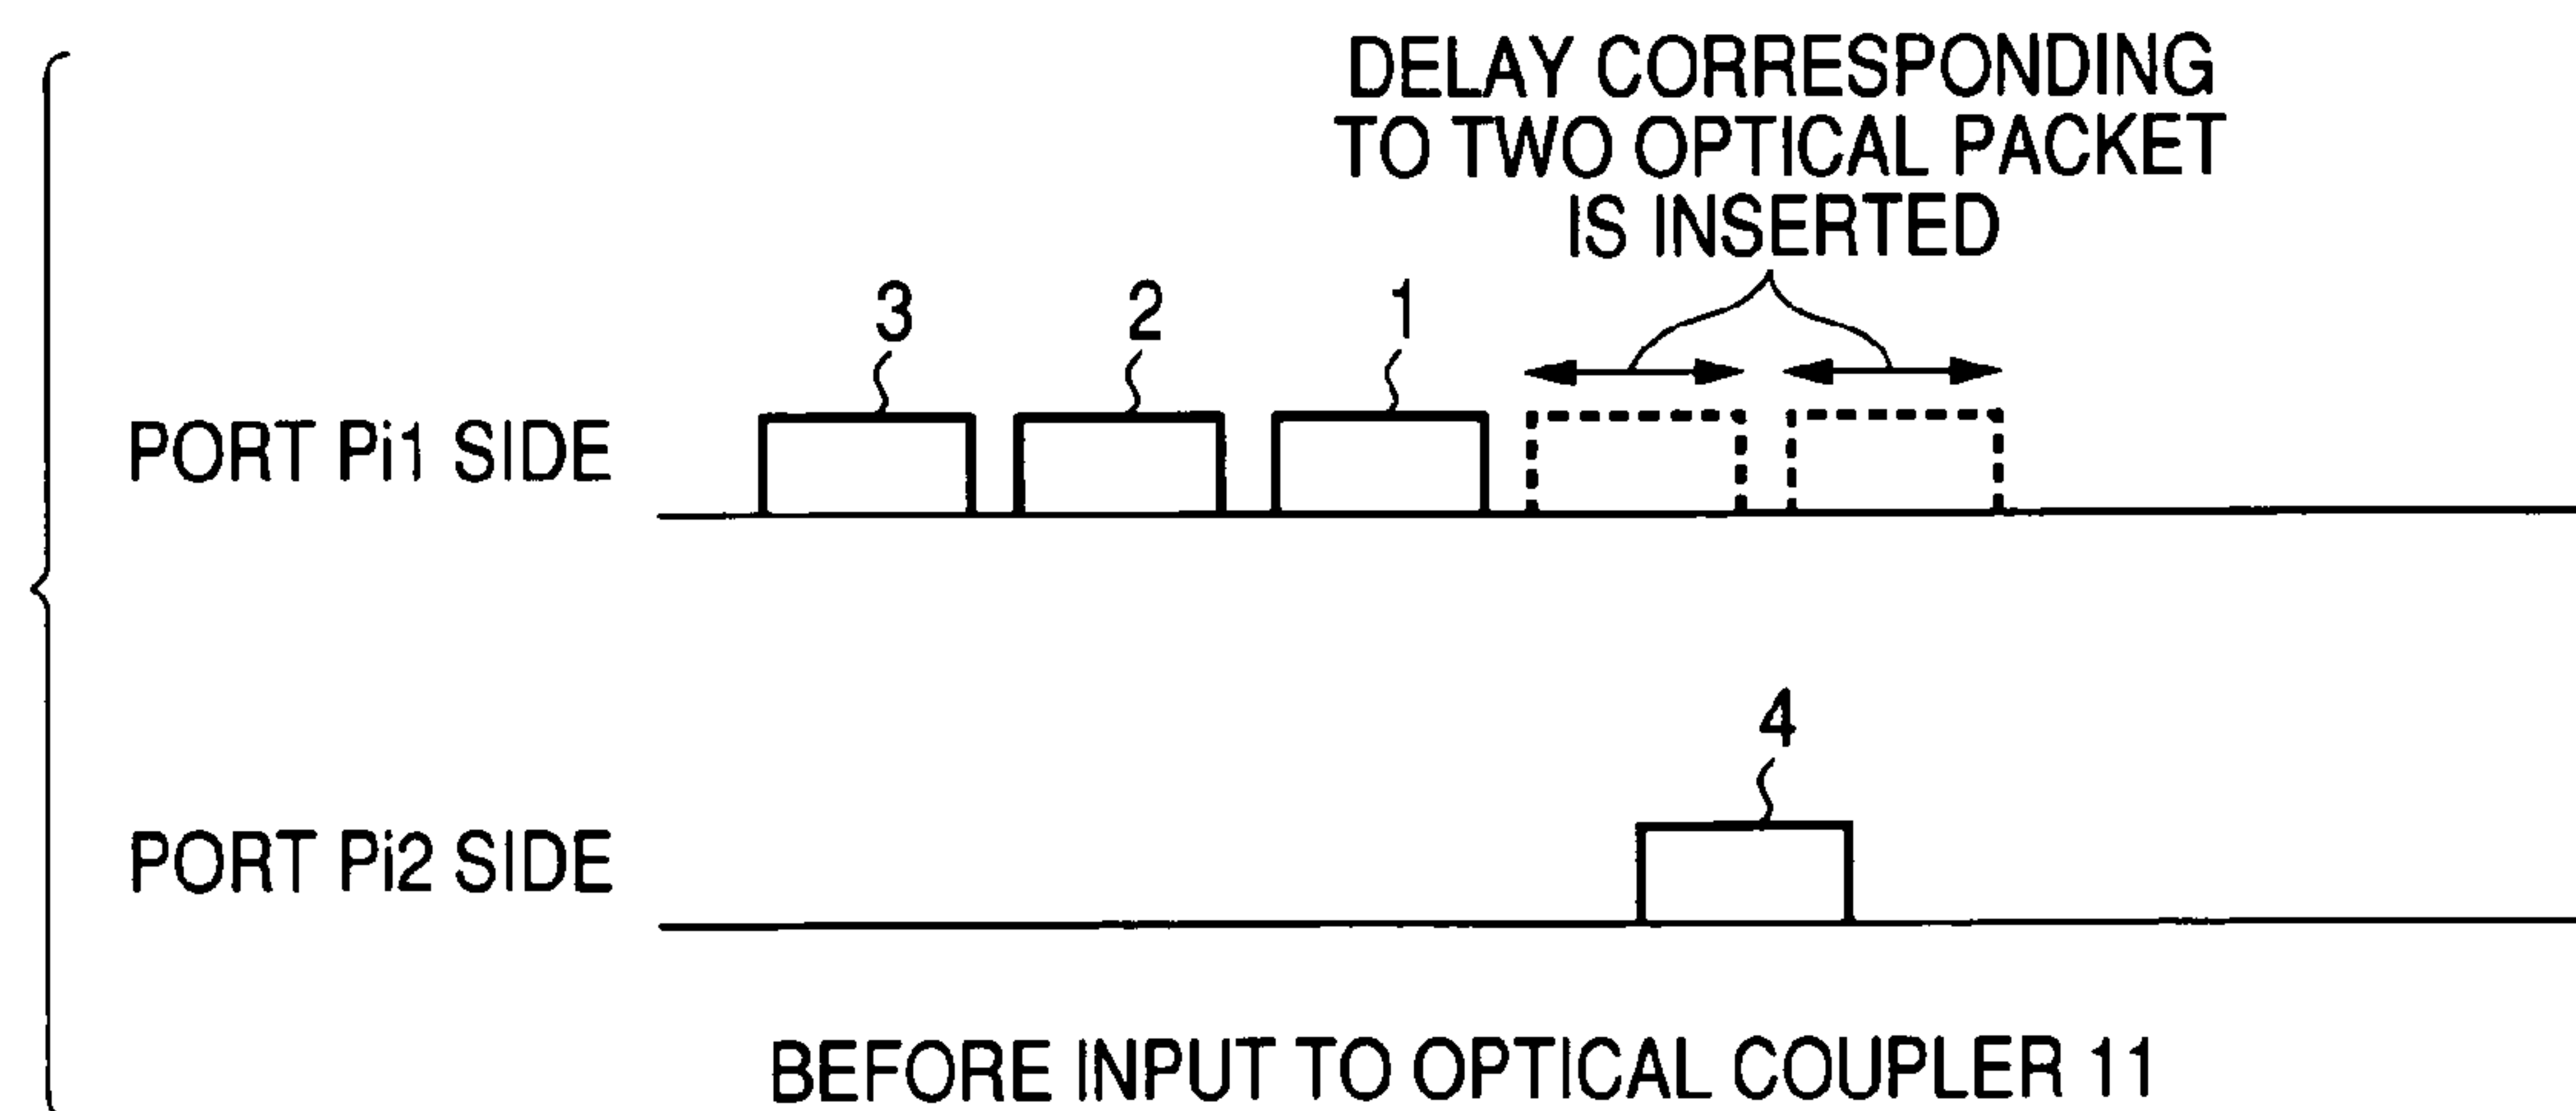 DELAY CORRESPONDING
TO TWO OPTICAL PACKET
IS INSERTED
3
2
1
PORT Pi1 SIDE
4
PORT Pi2 SIDE
BEFORE INPUT TO OPTICAL COUPLER 11